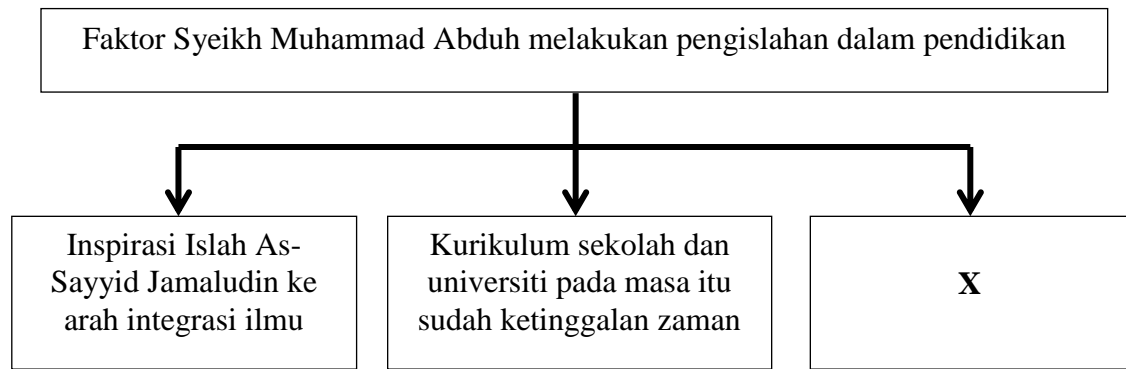 Faktor Syeikh Muhammad Abduh melakukan pengislahan dalam pendidikan
Inspirasi Islah As-
Sayyid Jamaludin ke
arah integrasi ilmu
Kurikulum sekolah dan
universiti pada masa itu
sudah ketinggalan zaman
X